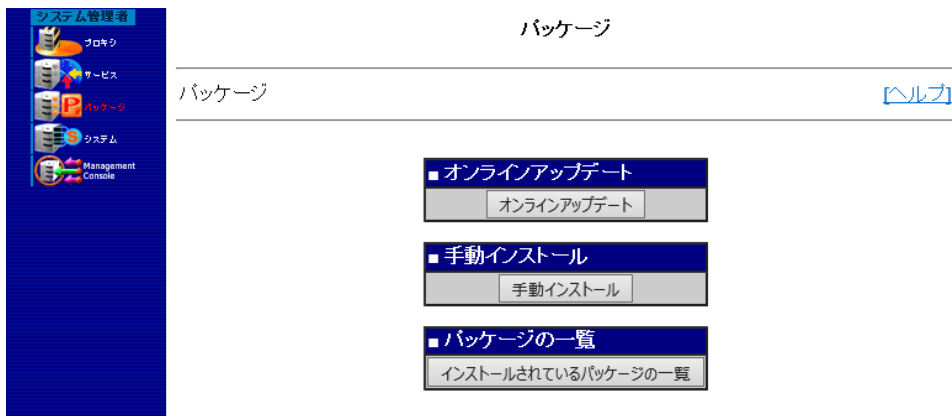 システム管理者
プロキシ
サービス
パッケージ
システム
Management
Console
パッケージ
パッケージ
[ヘルプ]
■オンラインアップデート
オンラインアップデート
■手動インストール
手動インストール
■パッケージの一覧
インストールされているパッケージの一覧